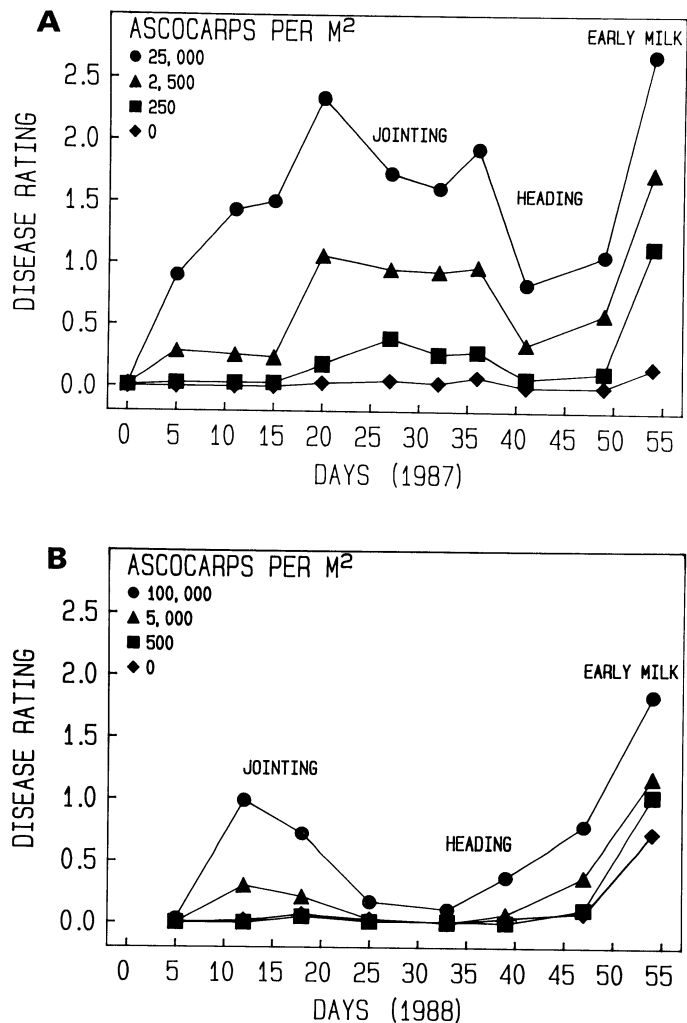 A
ASCOCARPS PER M²
25,000
2,500
250
0
EARLY MILK
JOINTING
HEADING
DISEASE RATING
2.5
2.0
1.5
1.0
0.5
0.0
0 5 10 15 20 25 30 35 40 45 50 55
DAYS (1987)
B
ASCOCARPS PER M²
100,000
5,000
500
0
EARLY MILK
JOINTING
HEADING
DISEASE RATING
2.5
2.0
1.5
1.0
0.5
0.0
0 5 10 15 20 25 30 35 40 45 50 55
DAYS (1988)